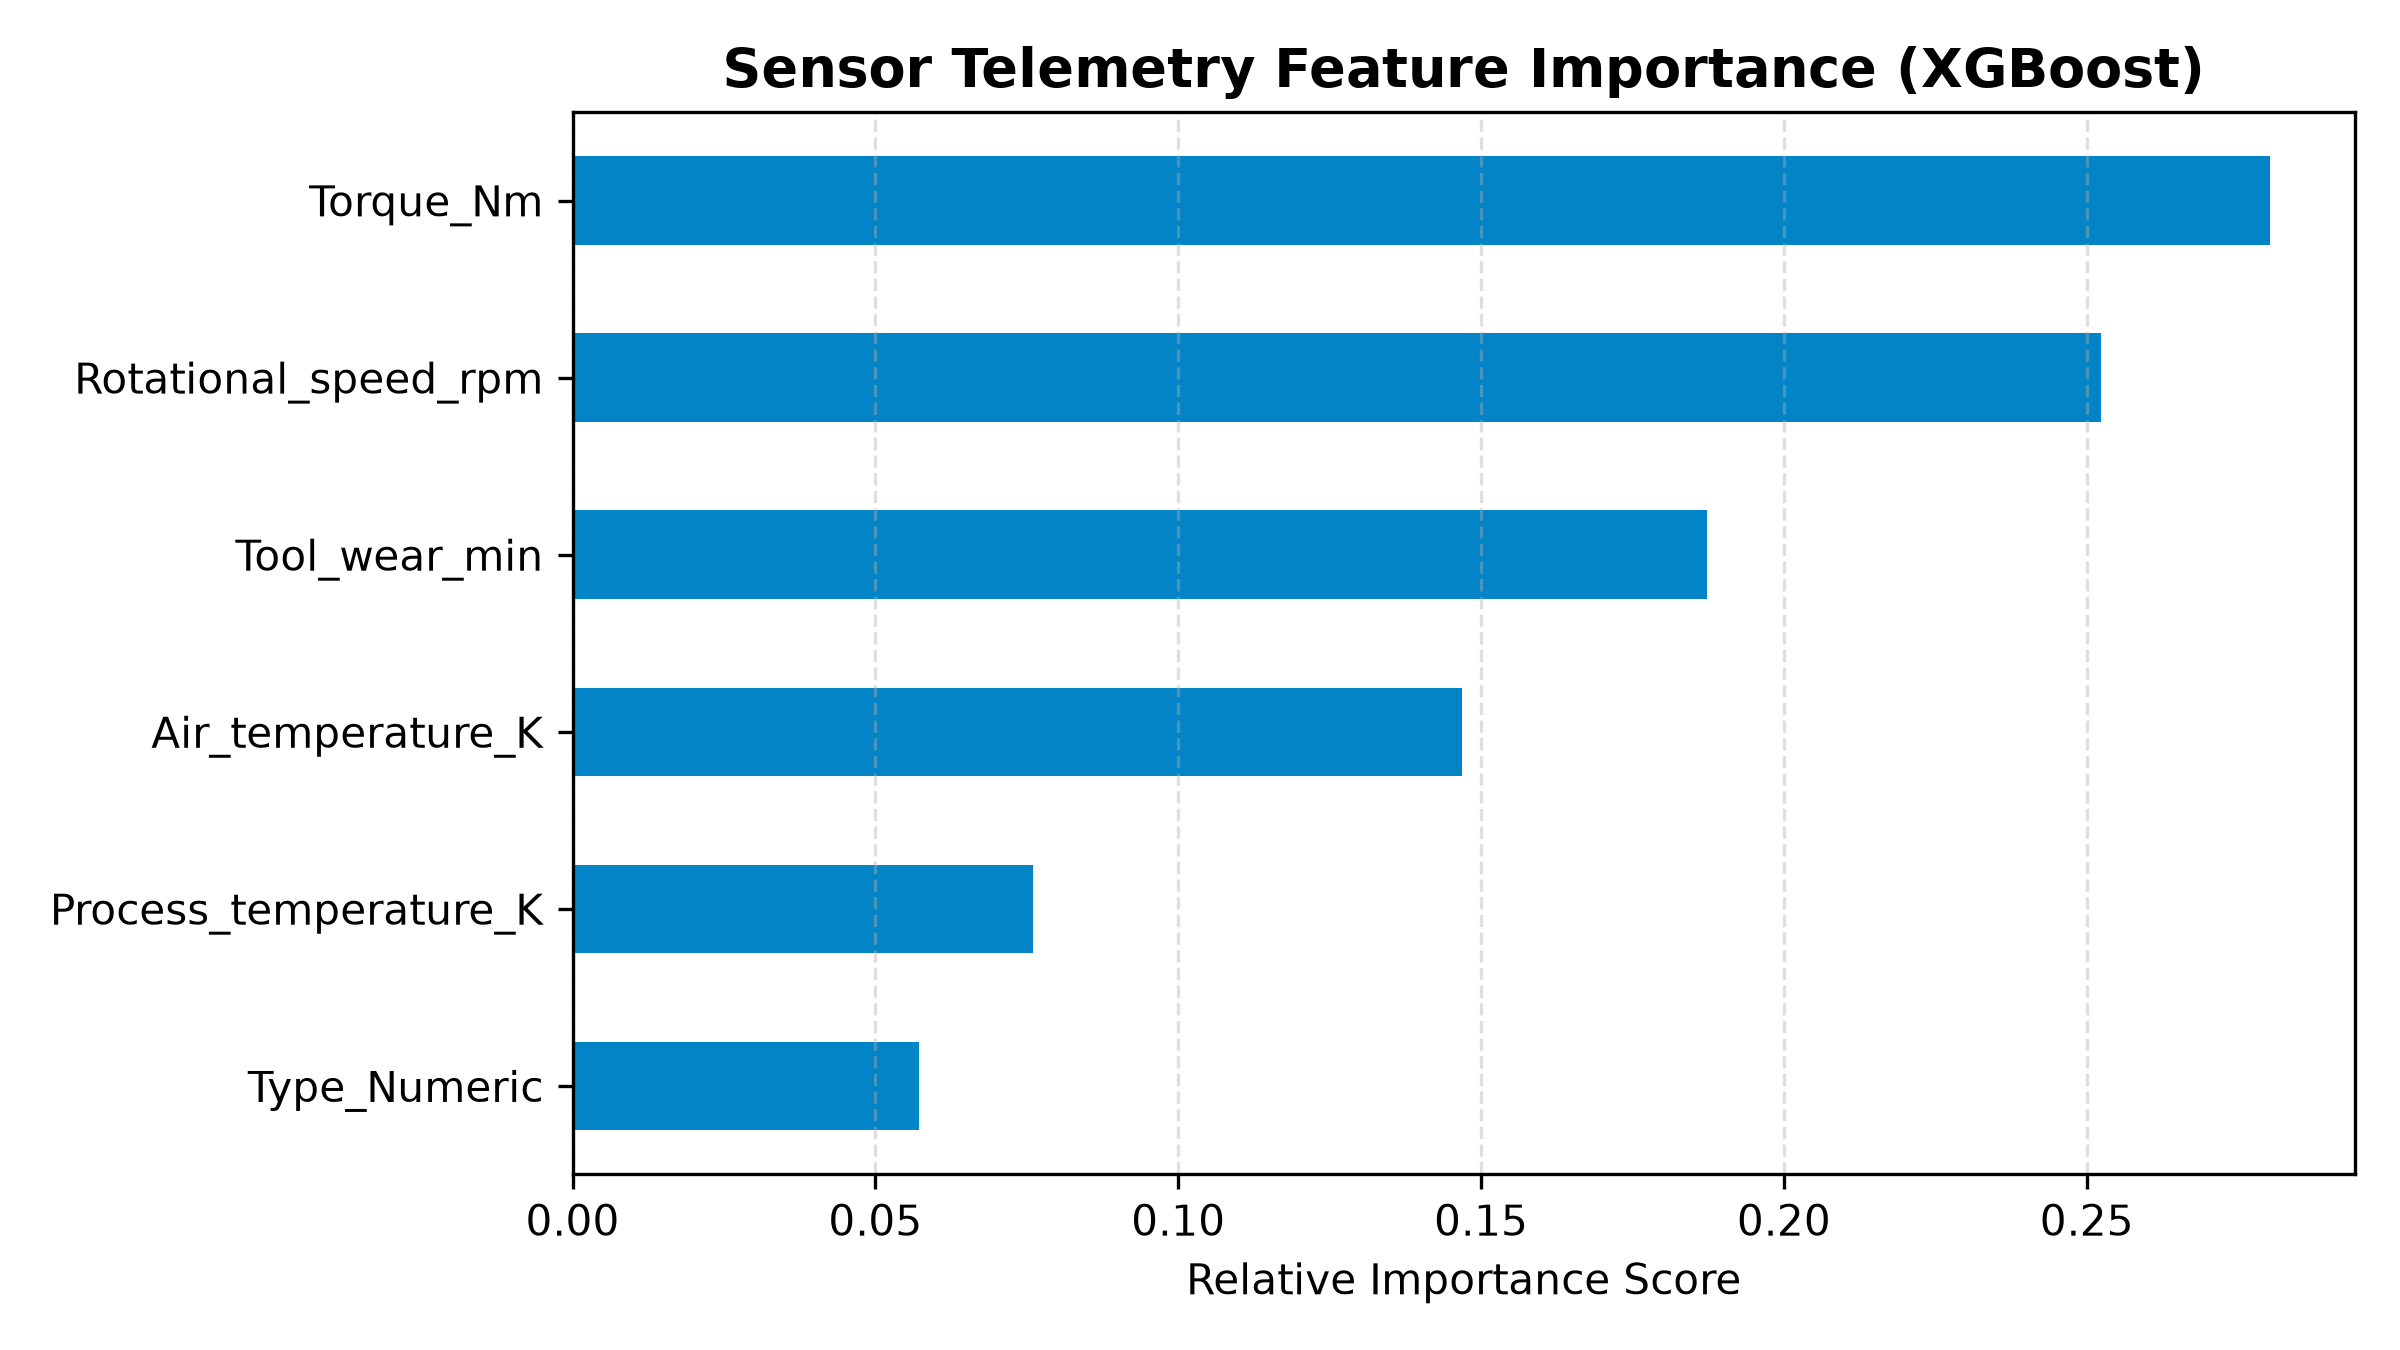 Sensor Telemetry Feature Importance (XGBoost)
Torque_Nm
Rotational_speed_rpm
Tool_wear_min
Air_temperature_K
Process_temperature_K
Type_Numeric
0.00 0.05 0.10 0.15 0.20 0.25
Relative Importance Score